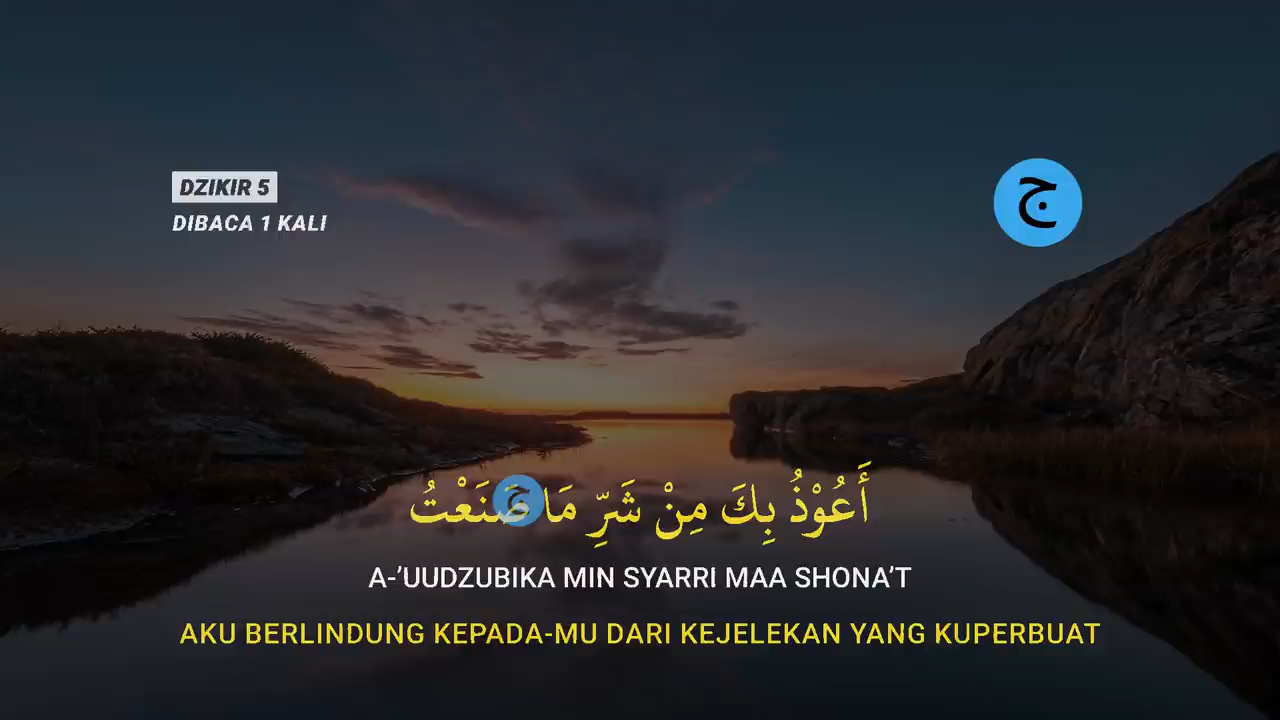 DZIKIR 5
DIBACA 1 KALI
ج
أَعُوْذُ بِكَ مِنْ شَرِّ مَا صَنَعْتُ
ج
A-’UUDZUBIKA MIN SYARRI MAA SHONA’T
AKU BERLINDUNG KEPADA-MU DARI KEJELEKAN YANG KUPERBUAT